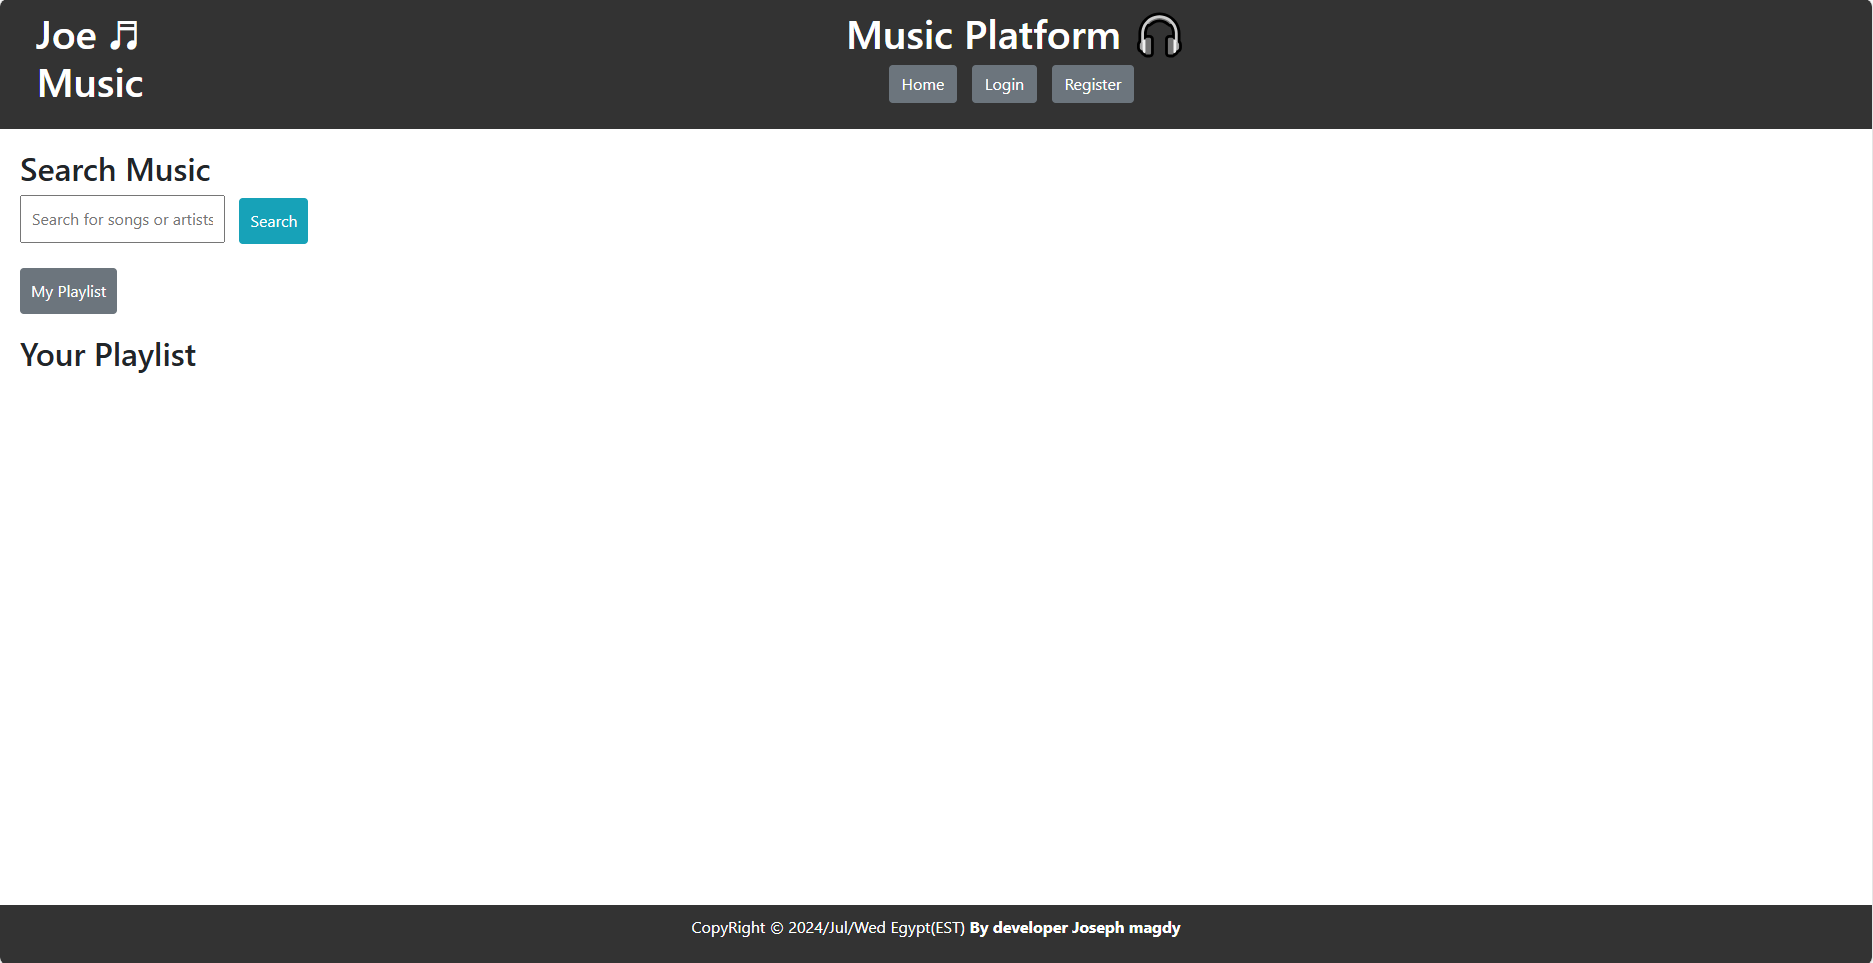 Joe ♬
Music
Music Platform 🎧
Home Login Register
Search Music
Search for songs or artists
Search
My Playlist
Your Playlist
CopyRight © 2024/Jul/Wed Egypt(EST) By developer Joseph magdy